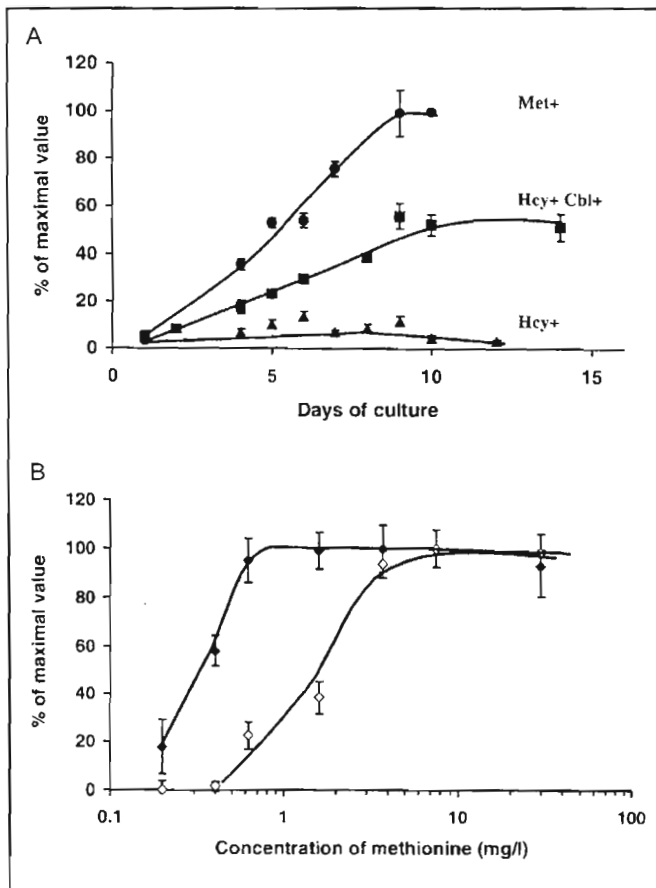 A
120
100
80
60
40
20
0
% of maximal value
Met+
Hcy+ Cbl+
Hcy+
0 5 10 15
Days of culture
B
120
100
80
60
40
20
0
% of maximal value
0.1 1 10 100
Concentration of methionine (mg/l)